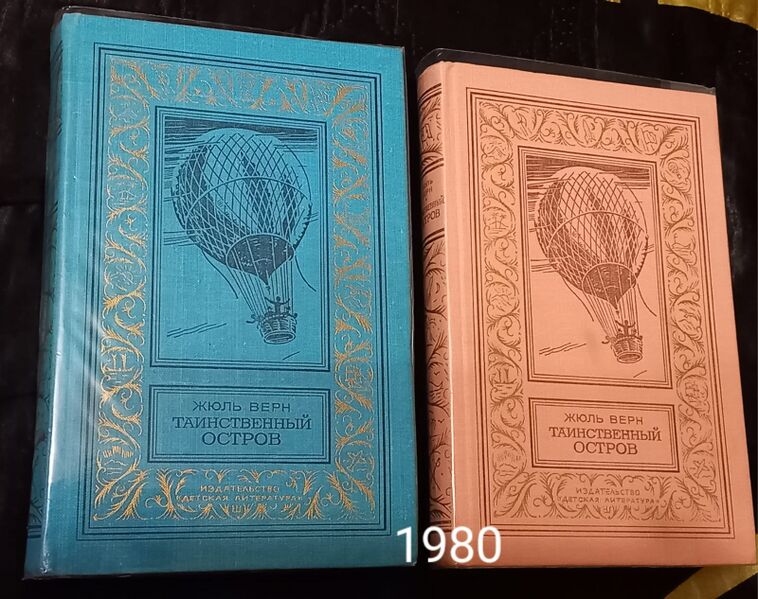 ЖЮЛЬ ВЕРН
ТАИНСТВЕННЫЙ
ОСТРОВ
ИЗДАТЕЛЬСТВО
"ДЕТСКАЯ ЛИТЕРАТУРА"
ЖЮЛЬ ВЕРН
ТАИНСТВЕННЫЙ
ОСТРОВ
ИЗДАТЕЛЬСТВО
"ДЕТСКАЯ ЛИТЕРАТУРА"
1980